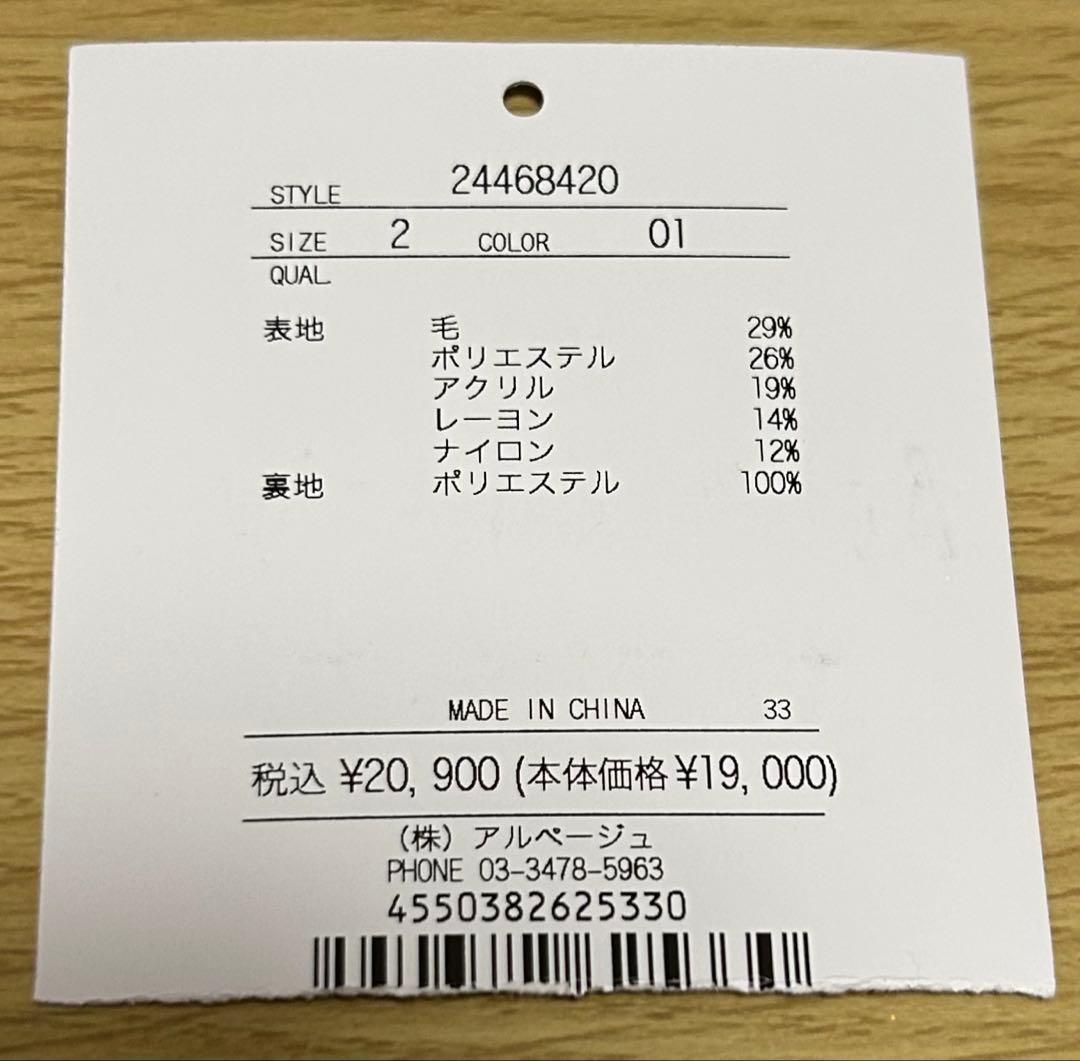 STYLE 24468420
SIZE 2 COLOR 01
QUAL
表地 毛 29%
ポリエステル 26%
アクリル 19%
レーヨン 14%
ナイロン 12%
裏地 ポリエステル 100%
MADE IN CHINA 33
税込 ¥20,900 (本体価格¥19,000)
(株) アルページュ
PHONE 03-3478-5963
4550382625330